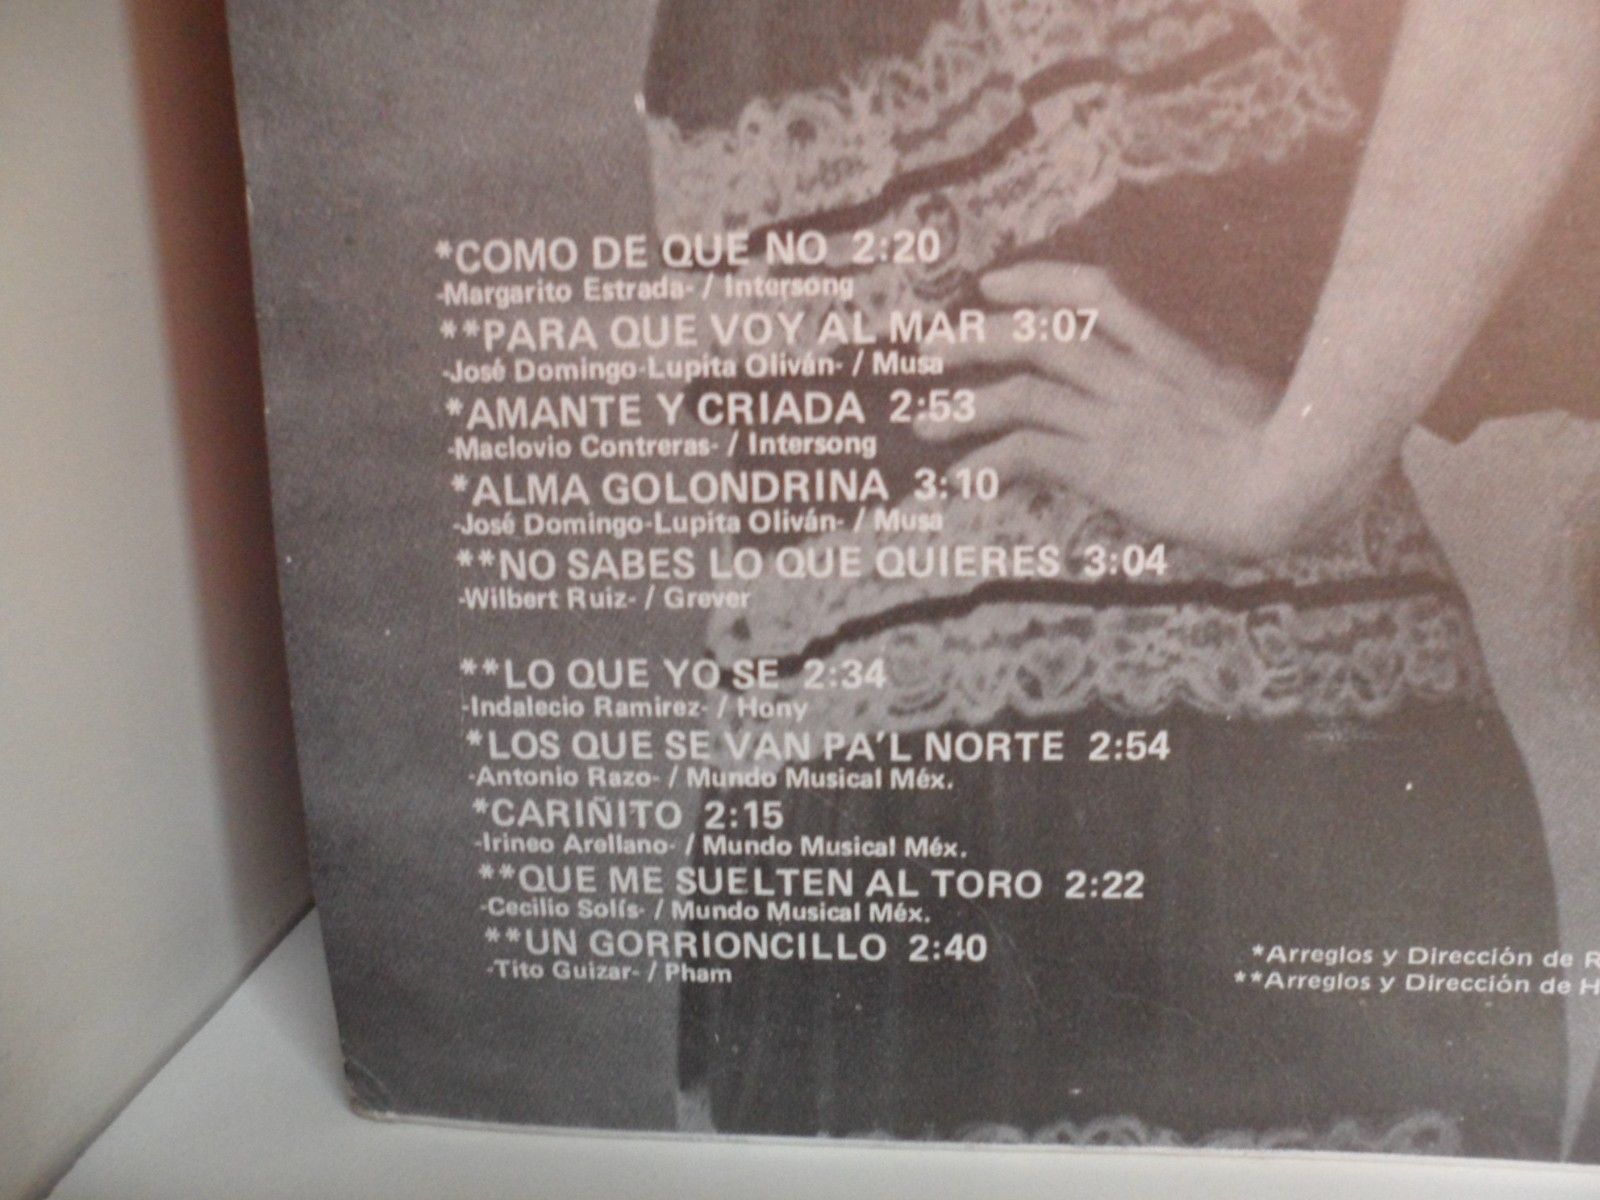 *COMO DE QUE NO 2:20
-Margarito Estrada- / Intersong
**PARA QUE VOY AL MAR 3:07
-José Domingo-Lupita Oliván- / Musa
*AMANTE Y CRIADA 2:53
-Maclovio Contreras- / Intersong
*ALMA GOLONDRINA 3:10
-José Domingo-Lupita Oliván- / Musa
**NO SABES LO QUE QUIERES 3:04
-Wilbert Ruiz- / Grever
**LO QUE YO SE 2:34
-Indalecio Ramirez- / Hony
*LOS QUE SE VAN PA'L NORTE 2:54
-Antonio Razo- / Mundo Musical Méx.
*CARIÑITO 2:15
-Irineo Arellano- / Mundo Musical Méx.
**QUE ME SUELTEN AL TORO 2:22
-Cecilio Solís- / Mundo Musical Méx.
**UN GORRIONCILLO 2:40
-Tito Guizar- / Pham
*Arreglos y Dirección de
**Arreglos y Dirección de